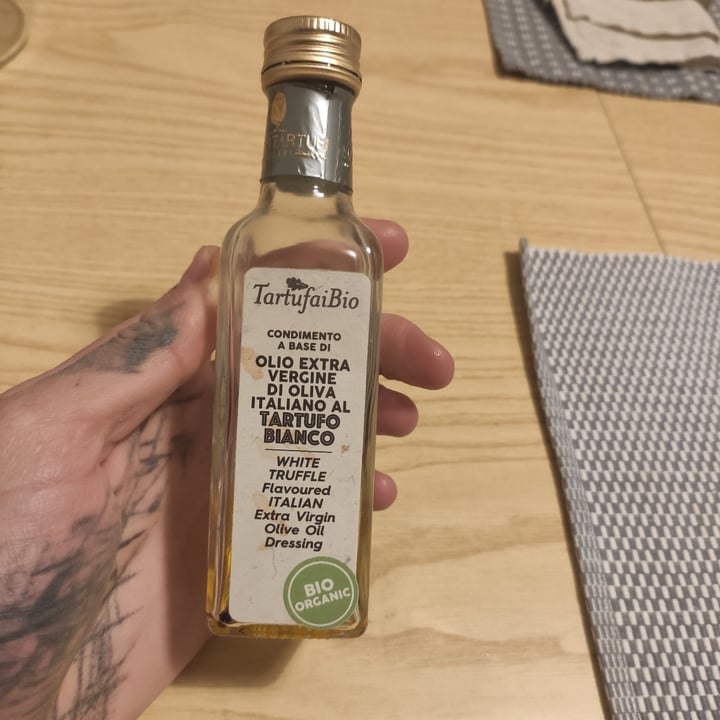 TARTUFI
TartufaiBio
CONDIMENTO
A BASE DI
OLIO EXTRA
VERGINE
DI OLIVA
ITALIANO AL
TARTUFO
BIANCO
WHITE
TRUFFLE
Flavoured
ITALIAN
Extra Virgin
Olive Oil
Dressing
BIO
ORGANIC